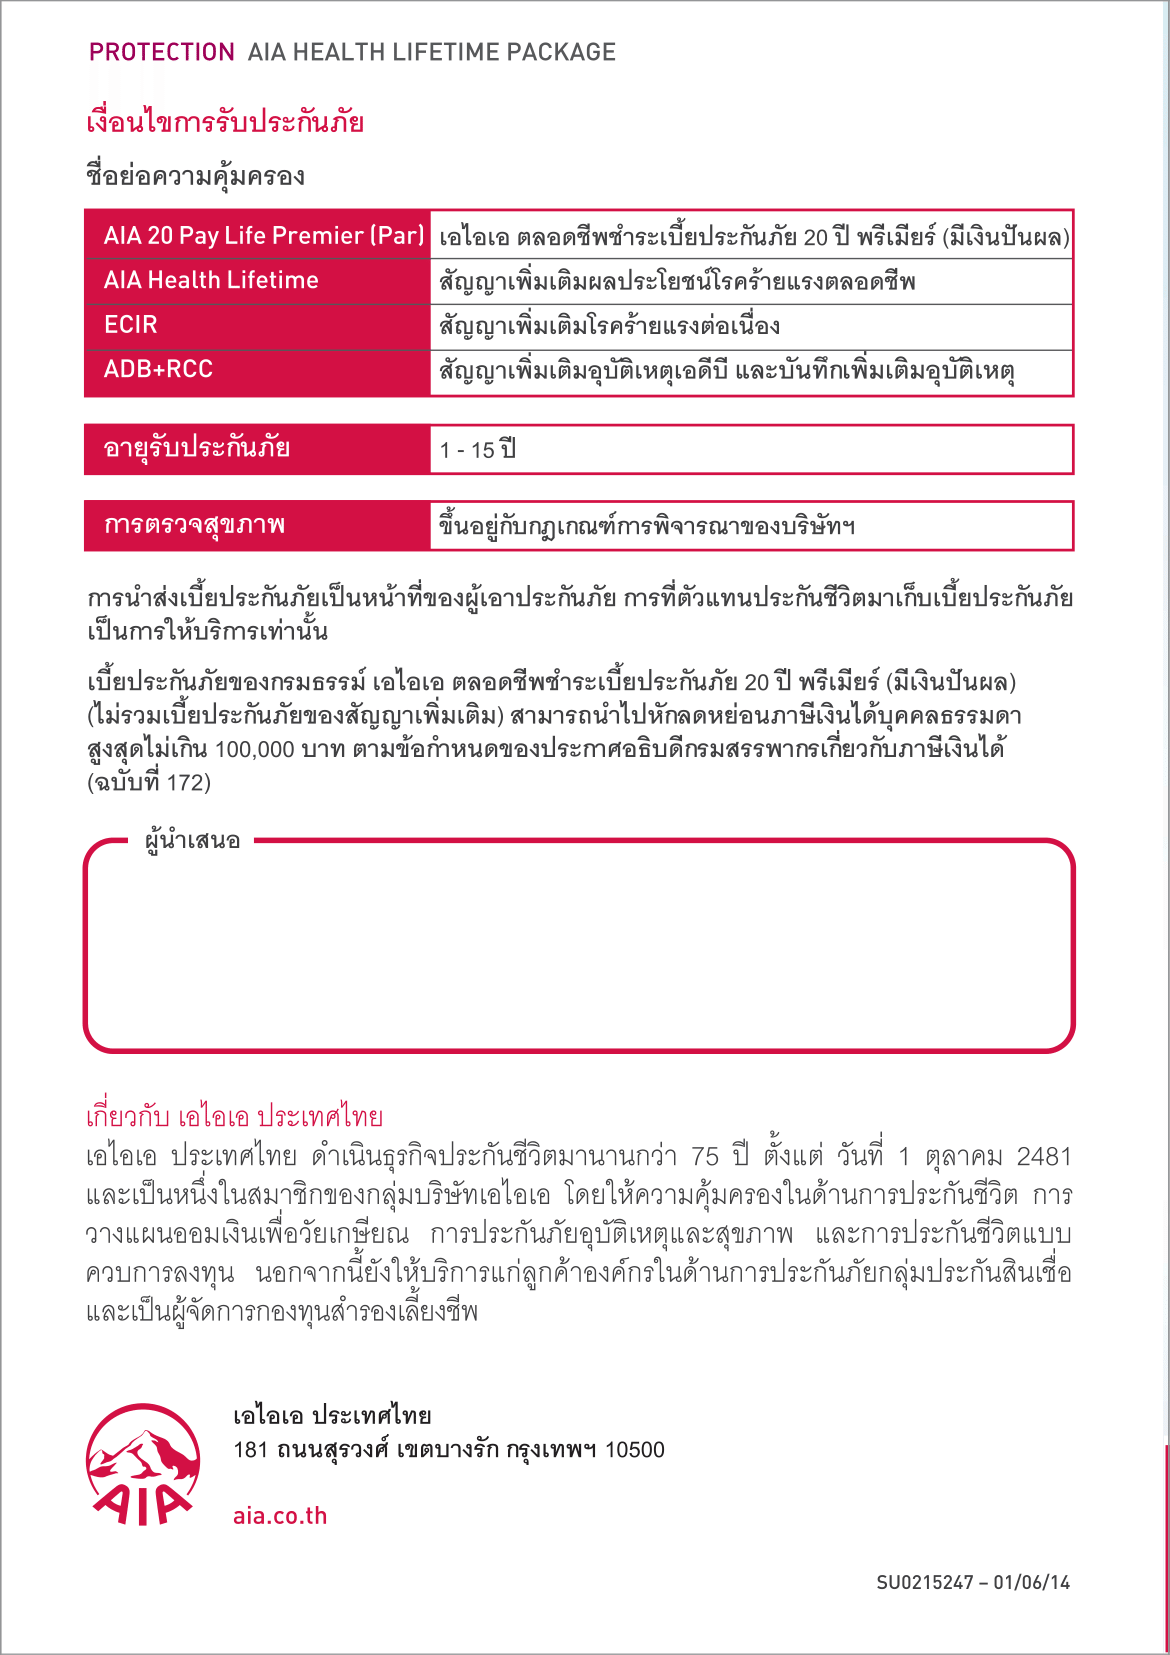 PROTECTION AIA HEALTH LIFETIME PACKAGE
เงื่อนไขการรับประกันภัย
ชื่อย่อความคุ้มครอง
AIA 20 Pay Life Premier (Par) เอไอเอ ตลอดชีพชำระเบี้ยประกันภัย 20 ปี พรีเมียร์ (มีเงินปันผล)
AIA Health Lifetime สัญญาเพิ่มเติมผลประโยชน์โรคร้ายแรงตลอดชีพ
ECIR สัญญาเพิ่มเติมโรคร้ายแรงต่อเนื่อง
ADB+RCC สัญญาเพิ่มเติมอุบัติเหตุเอดีบี และบันทึกเพิ่มเติมอุบัติเหตุ
อายุรับประกันภัย 1 - 15 ปี
การตรวจสุขภาพ ขึ้นอยู่กับกฎเกณฑ์การพิจารณาของบริษัทฯ
การนำส่งเบี้ยประกันภัยเป็นหน้าที่ของผู้เอาประกันภัย การที่ตัวแทนประกันชีวิตมาเก็บเบี้ยประกันภัย
เป็นการให้บริการเท่านั้น
เบี้ยประกันภัยของกรมธรรม์ เอไอเอ ตลอดชีพชำระเบี้ยประกันภัย 20 ปี พรีเมียร์ (มีเงินปันผล)
(ไม่รวมเบี้ยประกันภัยของสัญญาเพิ่มเติม) สามารถนำไปหักลดหย่อนภาษีเงินได้บุคคลธรรมดา
สูงสุดไม่เกิน 100,000 บาท ตามข้อกำหนดของประกาศอธิบดีกรมสรรพากรเกี่ยวกับภาษีเงินได้
(ฉบับที่ 172)
ผู้นำเสนอ
เกี่ยวกับ เอไอเอ ประเทศไทย
เอไอเอ ประเทศไทย ดำเนินธุรกิจประกันชีวิตมานานกว่า 75 ปี ตั้งแต่ วันที่ 1 ตุลาคม 2481
และเป็นหนึ่งในสมาชิกของกลุ่มบริษัทเอไอเอ โดยให้ความคุ้มครองในด้านการประกันชีวิต การ
วางแผนออมเงินเพื่อวัยเกษียณ การประกันภัยอุบัติเหตุและสุขภาพ และการประกันชีวิตแบบ
ควบการลงทุน นอกจากนี้ยังให้บริการแก่ลูกค้าองค์กรในด้านการประกันภัยกลุ่มประกันสินเชื่อ
และเป็นผู้จัดการกองทุนสำรองเลี้ยงชีพ
เอไอเอ ประเทศไทย
181 ถนนสุรวงศ์ เขตบางรัก กรุงเทพฯ 10500
AIA
aia.co.th
SU0215247 – 01/06/14